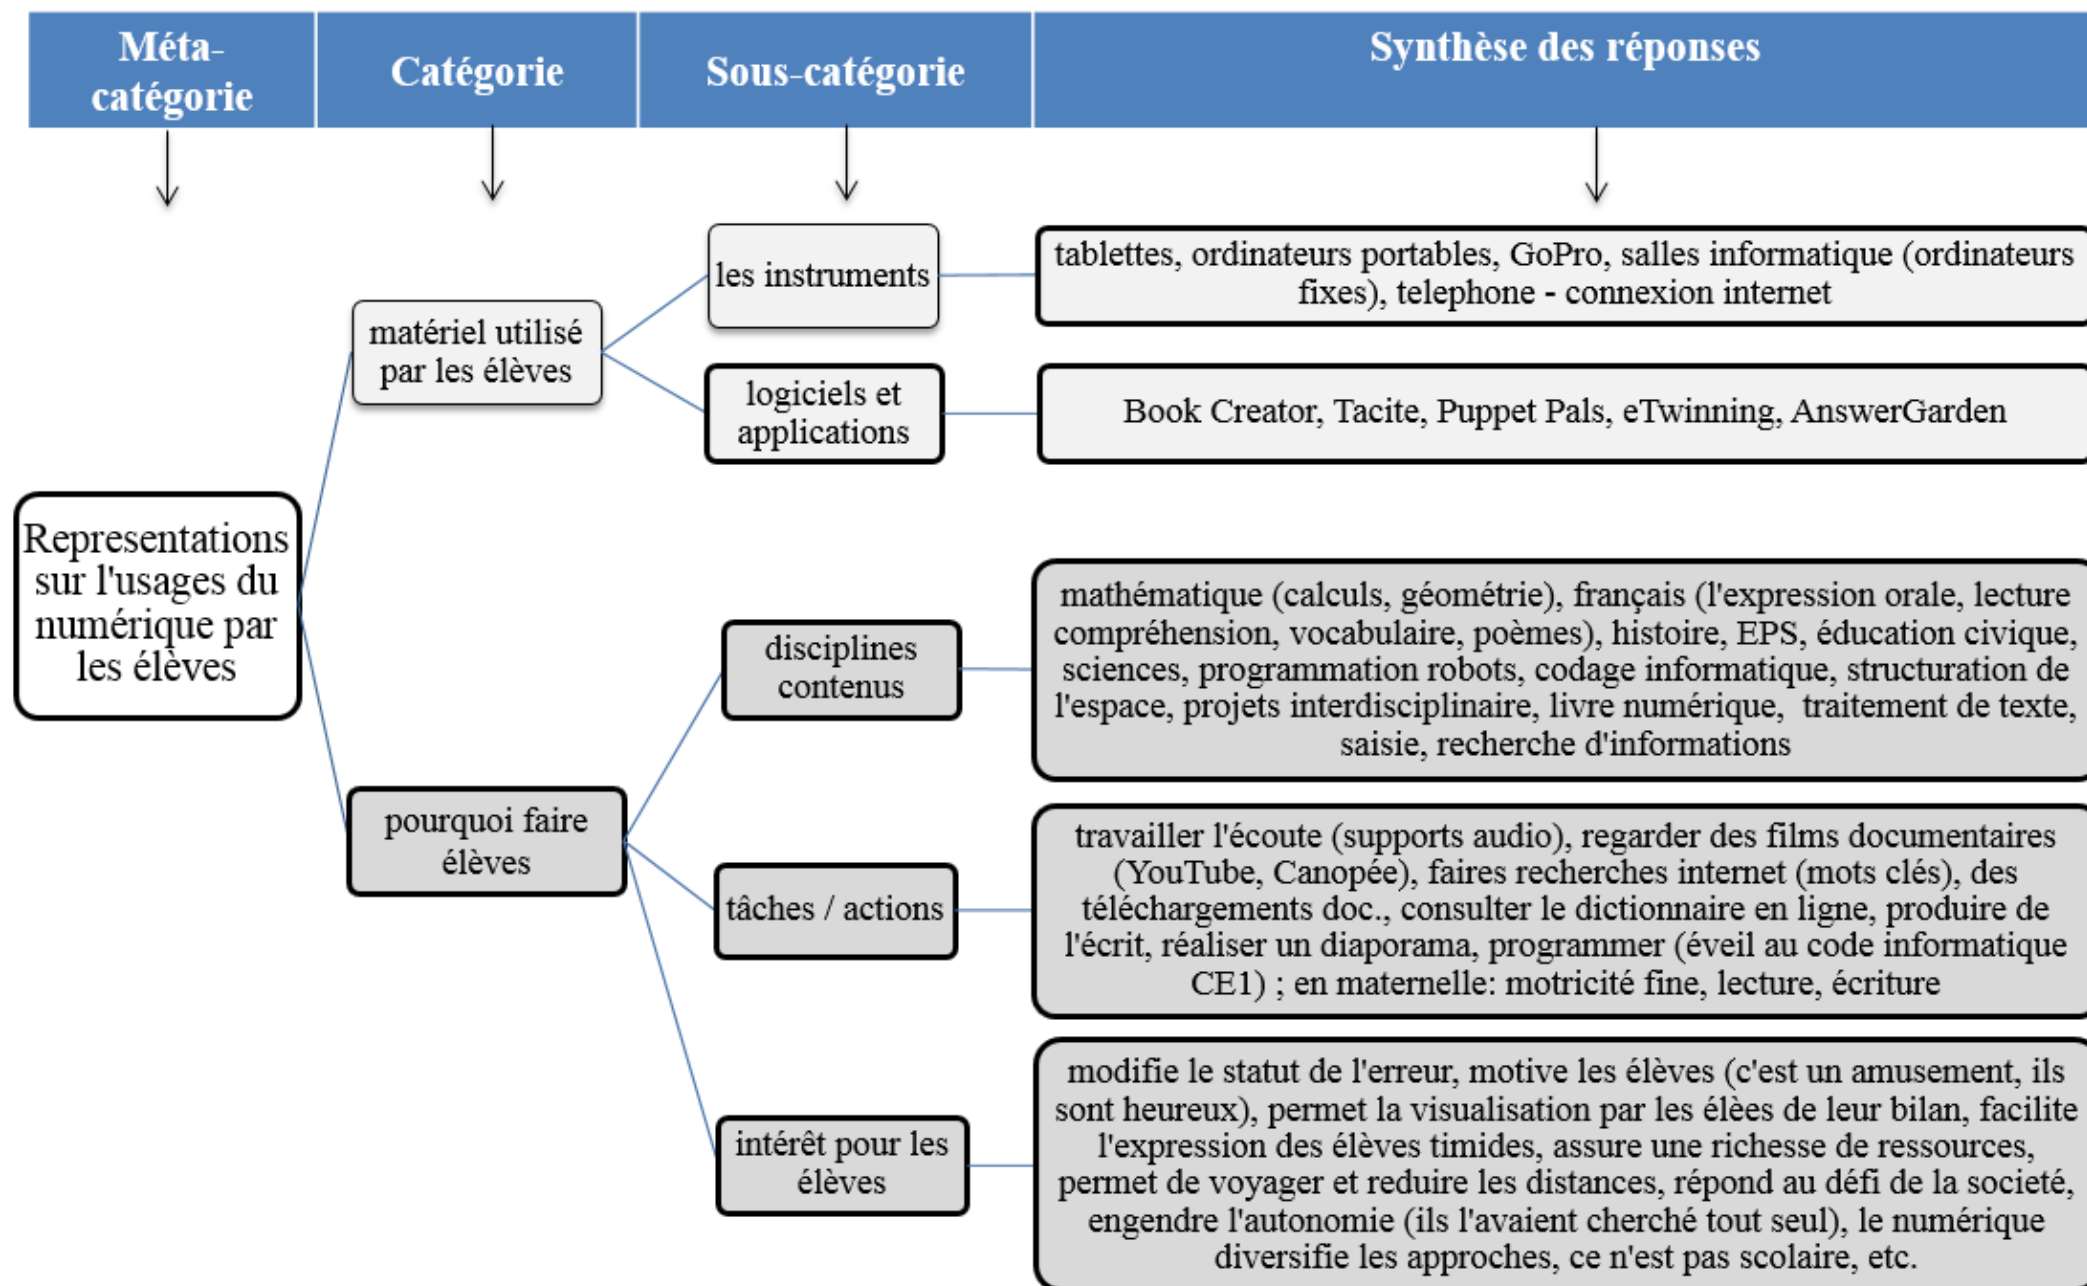 Méta-
catégorie
Catégorie
Sous-catégorie
Synthèse des réponses
Representations
sur l'usages du
numérique par
les élèves
matériel utilisé
par les élèves
les instruments
tablettes, ordinateurs portables, GoPro, salles informatique (ordinateurs
fixes), telephone - connexion internet
logiciels et
applications
Book Creator, Tacite, Puppet Pals, eTwinning, AnswerGarden
pourquoi faire
élèves
disciplines
contenus
mathématique (calculs, géométrie), français (l'expression orale, lecture
compréhension, vocabulaire, poèmes), histoire, EPS, éducation civique,
sciences, programmation robots, codage informatique, structuration de
l'espace, projets interdisciplinaire, livre numérique,  traitement de texte,
saisie, recherche d'informations
tâches / actions
travailler l'écoute (supports audio), regarder des films documentaires
(YouTube, Canopée), faires recherches internet (mots clés), des
téléchargements doc., consulter le dictionnaire en ligne, produire de
l'écrit, réaliser un diaporama, programmer (éveil au code informatique
CE1) ; en maternelle: motricité fine, lecture, écriture
intérêt pour les
élèves
modifie le statut de l'erreur, motive les élèves (c'est un amusement, ils
sont heureux), permet la visualisation par les élèes de leur bilan, facilite
l'expression des élèves timides, assure une richesse de ressources,
permet de voyager et reduire les distances, répond au défi de la societé,
engendre l'autonomie (ils l'avaient cherché tout seul), le numérique
diversifie les approches, ce n'est pas scolaire, etc.